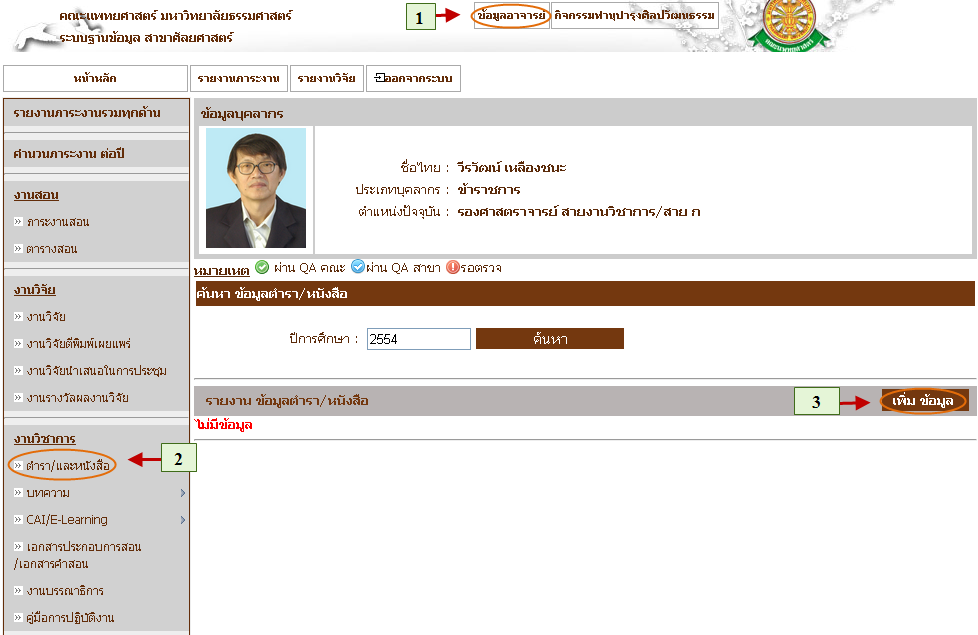 คณะแพทยศาสตร์ มหาวิทยาลัยธรรมศาสตร์
ระบบฐานข้อมูล สาขาศัลยศาสตร์
1
ข้อมูลอาจารย์
กิจกรรมทำนุบำรุงศิลปวัฒนธรรม
หน้าหลัก
รายงานภาระงาน
รายงานวิจัย
ออกจากระบบ
รายงานภาระงานรวมทุกด้าน
คำนวนภาระงาน ต่อปี
งานสอน
ภาระงานสอน
ตารางสอน
งานวิจัย
งานวิจัย
งานวิจัยตีพิมพ์เผยแพร่
งานวิจัยนำเสนอในการประชุม
งานรางวัลผลงานวิจัย
งานวิชาการ
ตำรา/และหนังสือ
2
บทความ
CAI/E-Learning
เอกสารประกอบการสอน
/เอกสารคำสอน
งานบรรณาธิการ
คู่มือการปฏิบัติงาน
ข้อมูลบุคลากร
ชื่อไทย : วีรวัฒน์ เหลืองชนะ
ประเภทบุคลากร : ข้าราชการ
ตำแหน่งปัจจุบัน : รองศาสตราจารย์ สายงานวิชาการ/สาย ก
หมายเหตุ ผ่าน QA คณะ ผ่าน QA สาขา รอตรวจ
ค้นหา ข้อมูลตำรา/หนังสือ
ปีการศึกษา : 2554 ค้นหา
รายงาน ข้อมูลตำรา/หนังสือ
3
เพิ่ม ข้อมูล
ไม่มีข้อมูล